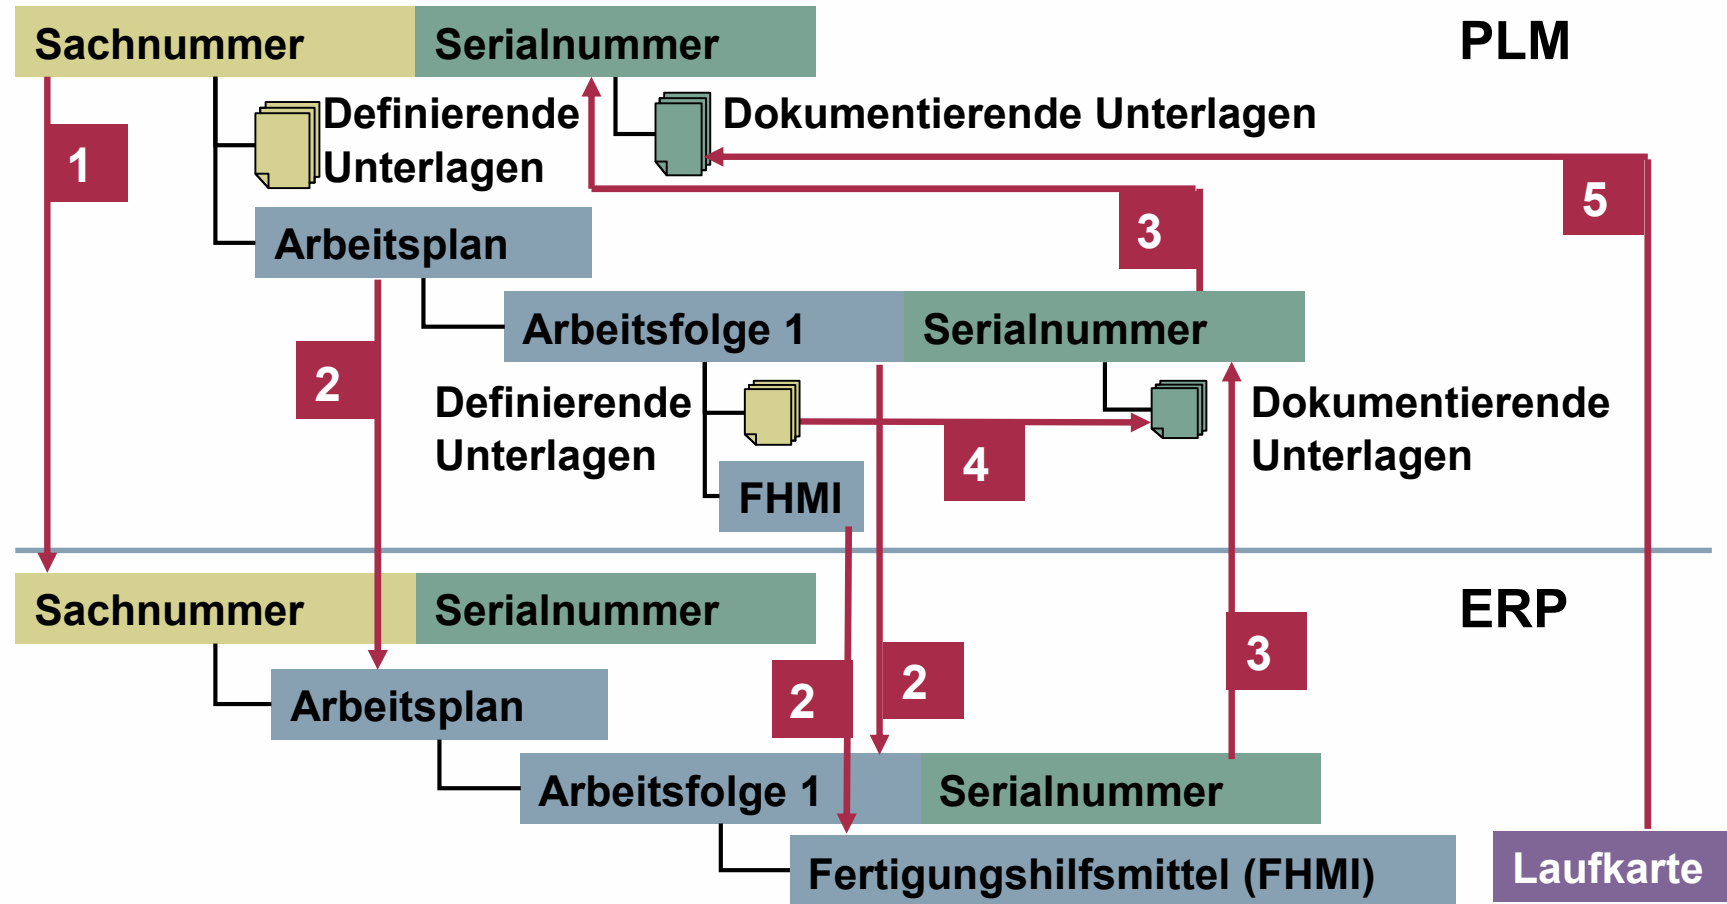 Sachnummer
Serialnummer
PLM
Definierende
Unterlagen
Dokumentierende Unterlagen
1
5
3
Arbeitsplan
Arbeitsfolge 1
Serialnummer
2
Definierende
Unterlagen
4
Dokumentierende
Unterlagen
FHMI
Sachnummer
Serialnummer
ERP
3
2
2
Arbeitsplan
Arbeitsfolge 1
Serialnummer
Fertigungshilfsmittel (FHMI)
Laufkarte